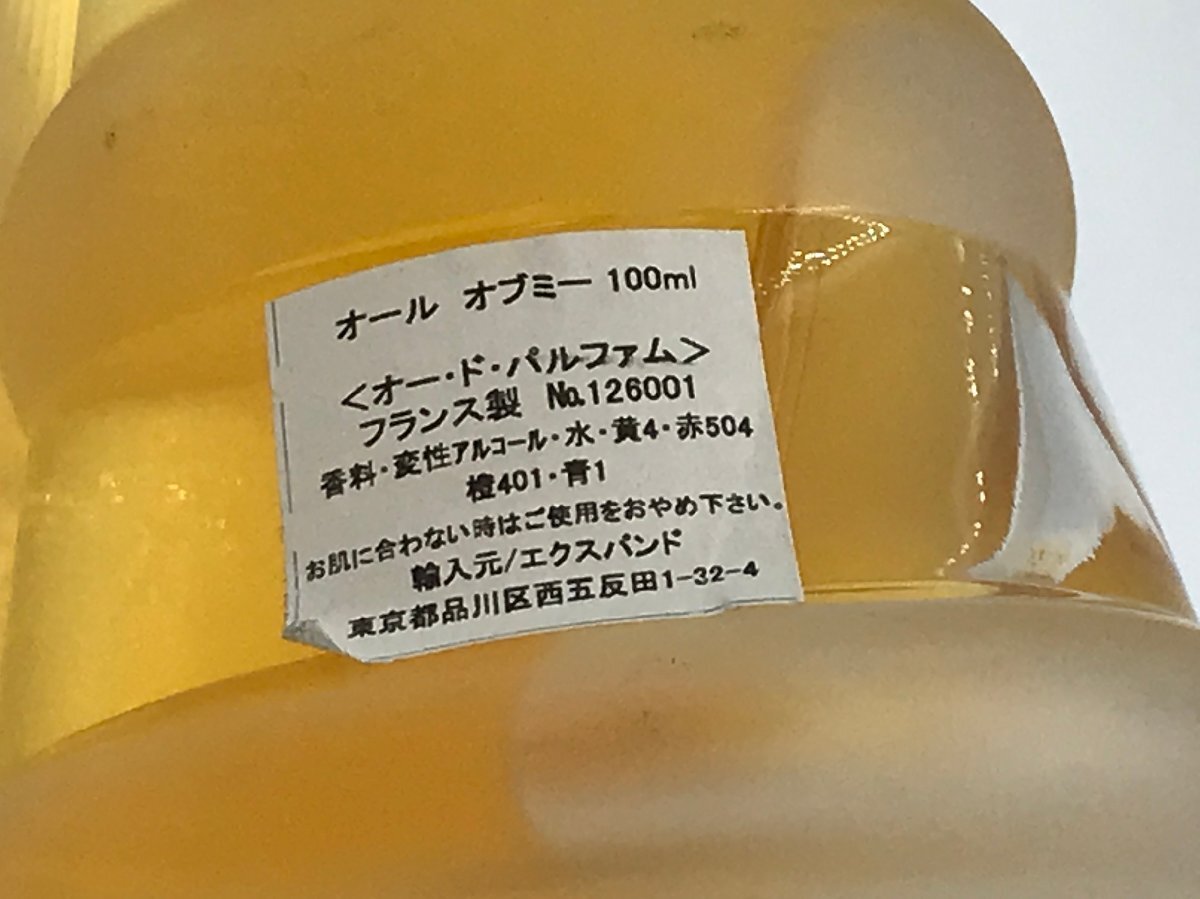 オール オブミー 100ml
<オー・ド・パルファム>
フランス製 No.126001
香料・変性アルコール・水・黄4・赤504
橙401・青1
お肌に合わない時はご使用をおやめ下さい。
輸入元/エクスパンド
東京都品川区西五反田1-32-4